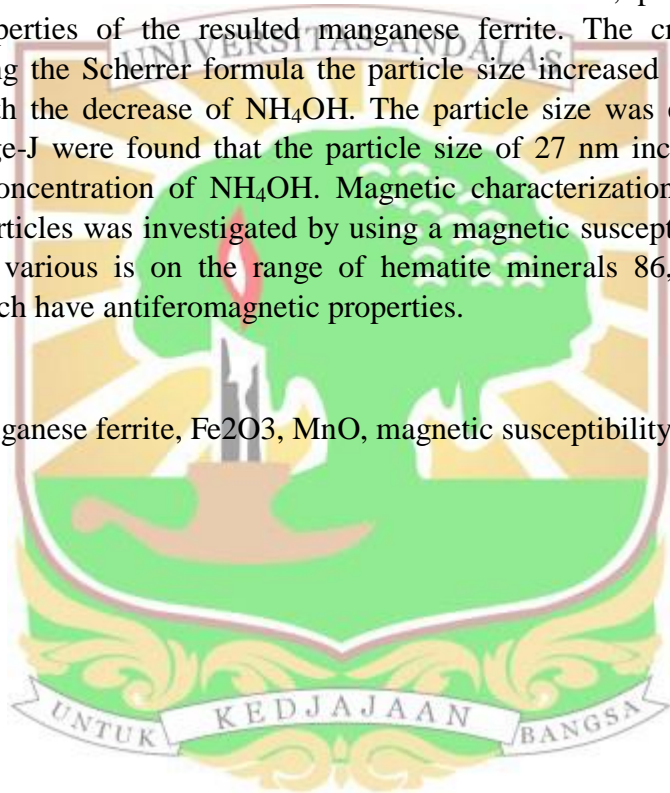 perties of the resulted manganese ferrite. The cr
UNIVERSITAS ANDALAS
ng the Scherrer formula the particle size increased
th the decrease of NH₄OH. The particle size was
ge-J were found that the particle size of 27 nm inc
oncentration of NH₄OH. Magnetic characterization
rticles was investigated by using a magnetic suscept
various is on the range of hematite minerals 86,
ch have antiferomagnetic properties.
ganese ferrite, Fe2O3, MnO, magnetic susceptibility
UNTUK KEDJAJAAN BANGSA